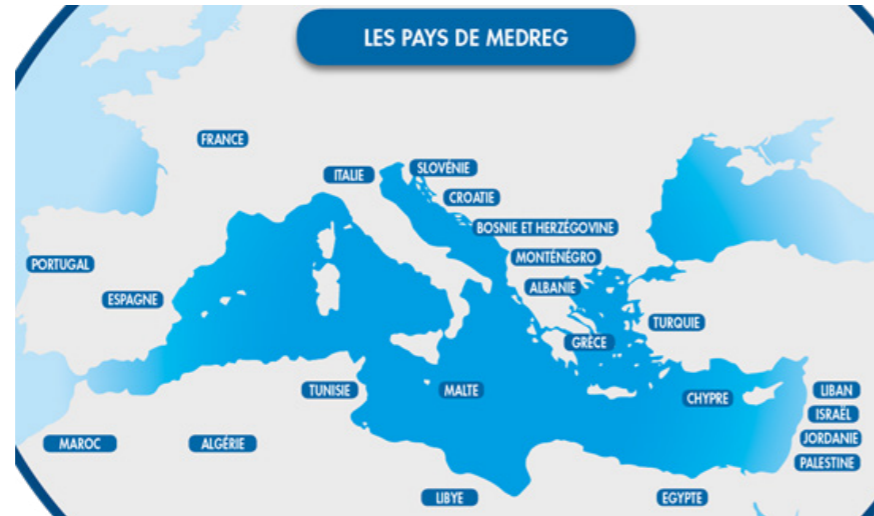 LES PAYS DE MEDREG
FRANCE
ITALIE
SLOVÉNIE
CROATIE
BOSNIE ET HERZÉGOVINE
MONTÉNÉGRO
PORTUGAL
ESPAGNE
ALBANIE
TURQUIE
GRÈCE
TUNISIE
MALTE
CHYPRE
LIBAN
ISRAËL
JORDANIE
PALESTINE
MAROC
ALGÉRIE
LIBYE
EGYPTE